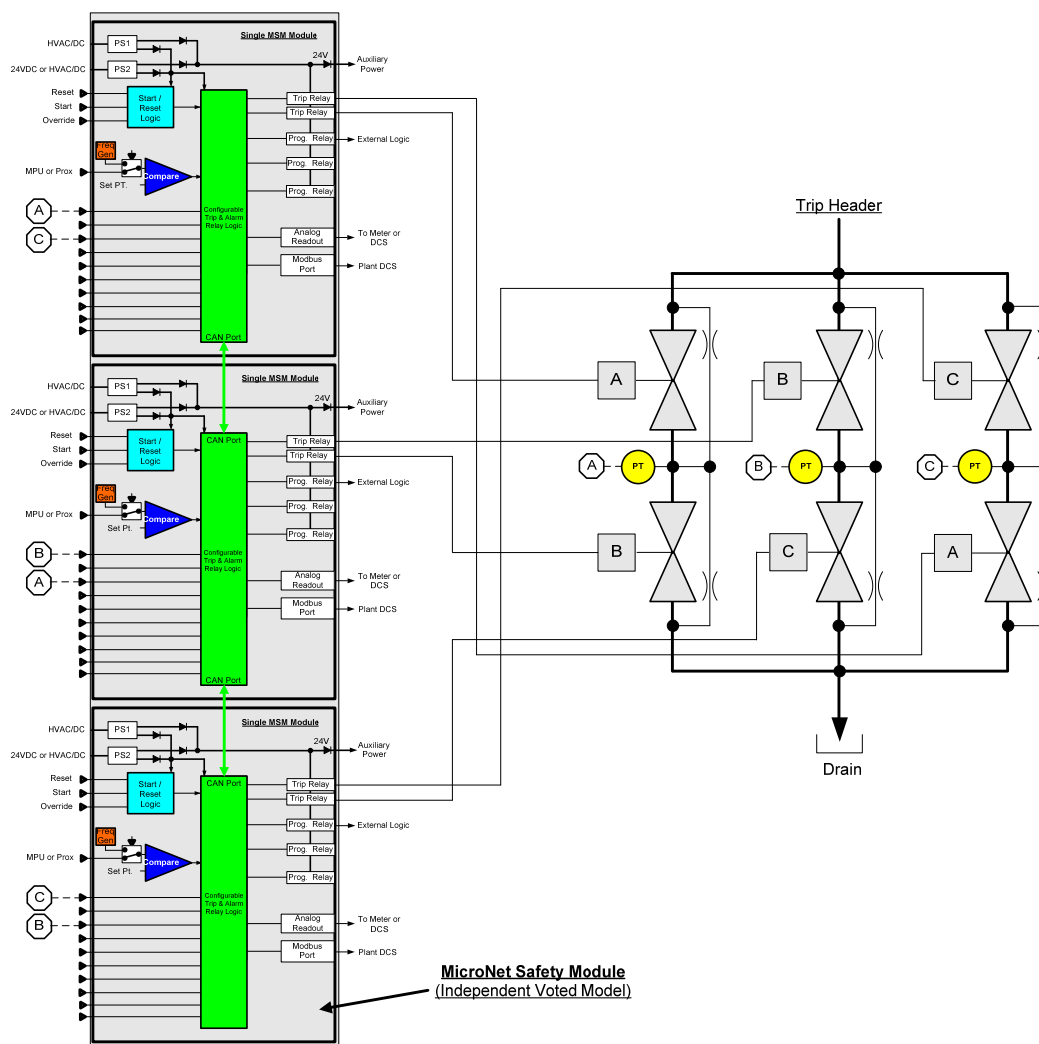 Single MSM Module
HVAC/DC
PS1
24V
Auxiliary
Power
24VDC or HVAC/DC
PS2
Reset
Start
Override
Start /
Reset
Logic
Trip Relay
Trip Relay
Prog. Relay
External Logic
Freq
Gen
MPU or Prox
Set PT.
Compare
Prog. Relay
Prog. Relay
A
C
Configurable
Trip & Alarm
Relay Logic
Analog
Readout
To Meter or
DCS
Modbus
Port
Plant DCS
CAN Port
Single MSM Module
HVAC/DC
PS1
24V
Auxiliary
Power
24VDC or HVAC/DC
PS2
Reset
Start
Override
Start /
Reset
Logic
CAN Port
Trip Relay
Trip Relay
Prog. Relay
External Logic
Freq
Gen
MPU or Prox
Set Pt.
Compare
Prog. Relay
Prog. Relay
B
A
Configurable
Trip & Alarm
Relay Logic
Analog
Readout
To Meter or
DCS
Modbus
Port
Plant DCS
CAN Port
Single MSM Module
HVAC/DC
PS1
24V
Auxiliary
Power
24VDC or HVAC/DC
PS2
Reset
Start
Override
Start /
Reset
Logic
CAN Port
Trip Relay
Trip Relay
Prog. Relay
External Logic
Freq
Gen
MPU or Prox
Set Pt.
Compare
Prog. Relay
Prog. Relay
C
B
Configurable
Trip & Alarm
Relay Logic
Analog
Readout
To Meter or
DCS
Modbus
Port
Plant DCS
Trip Header
A
B
C
A
PT
B
PT
C
PT
B
C
A
Drain
MicroNet Safety Module
(Independent Voted Model)